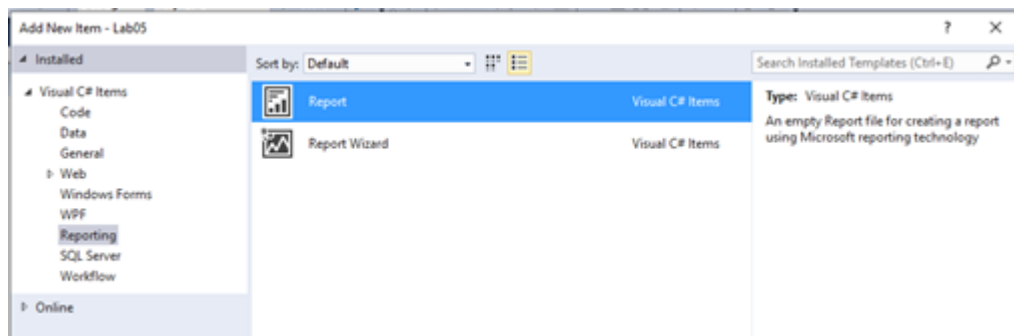 Add New Item - Lab05
? ×
Installed
Sort by: Default
Search Installed Templates (Ctrl+E)
Visual C# Items
Code
Data
General
Web
Windows Forms
WPF
Reporting
SQL Server
Workflow
Online
Report Visual C# Items
Report Wizard Visual C# Items
Type: Visual C# Items
An empty Report file for creating a report
using Microsoft reporting technology